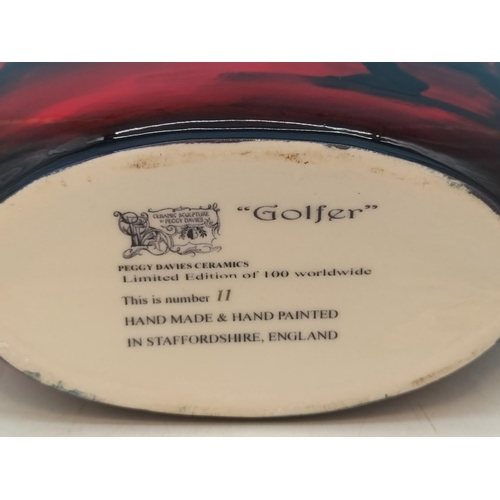 "Golfer"
CERAMIC SCULPTURE
by PEGGY DAVIES
PEGGY DAVIES CERAMICS
Limited Edition of 100 worldwide
This is number 11
HAND MADE & HAND PAINTED
IN STAFFORDSHIRE, ENGLAND